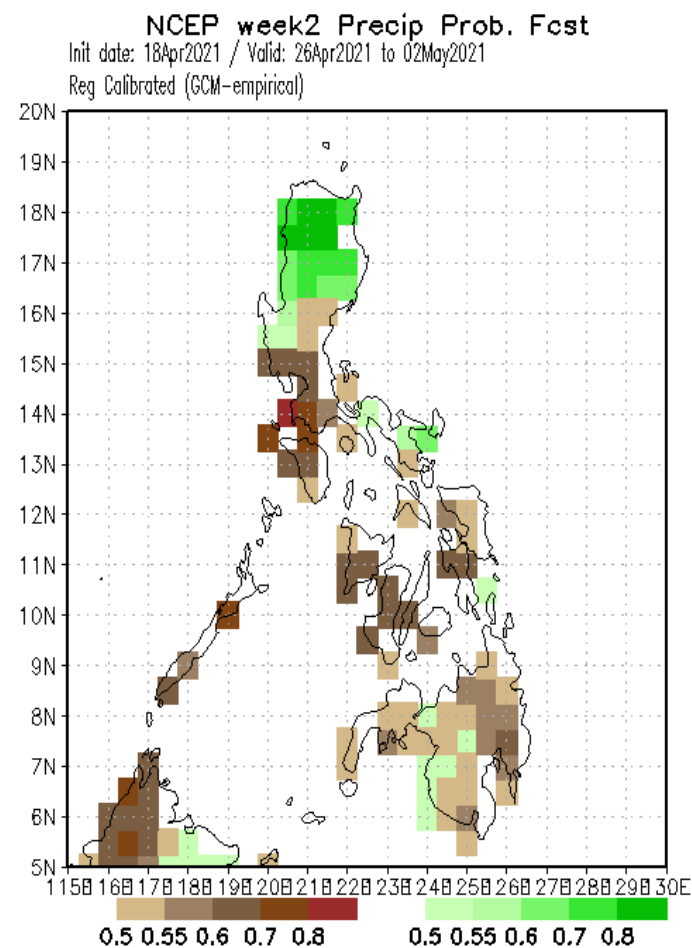 NCEP week2 Precip Prob. Fcst
Init date: 18Apr2021 / Valid: 26Apr2021 to 02May2021
Reg Calibrated (GCM-empirical)
20N
19N
18N
17N
16N
15N
14N
13N
12N
11N
10N
9N
8N
7N
6N
5N
115E 116E 117E 118E 119E 120E 121E 122E 123E 124E 125E 126E 127E 128E 129E 130E
0.5 0.55 0.6 0.7 0.8 0.5 0.55 0.6 0.7 0.8